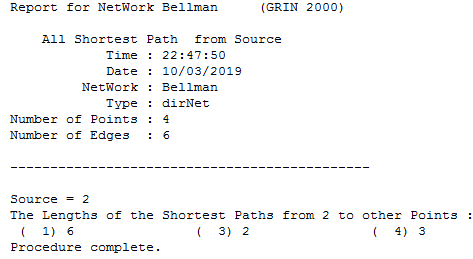 Report for NetWork Bellman     (GRIN 2000)
All Shortest Path  from Source
Time : 22:47:50
Date : 10/03/2019
NetWork : Bellman
Type : dirNet
Number of Points : 4
Number of Edges  : 6
---------------------------------------------
Source = 2
The Lengths of the Shortest Paths from 2 to other Points :
(  1) 6               (  3) 2               (  4) 3
Procedure complete.